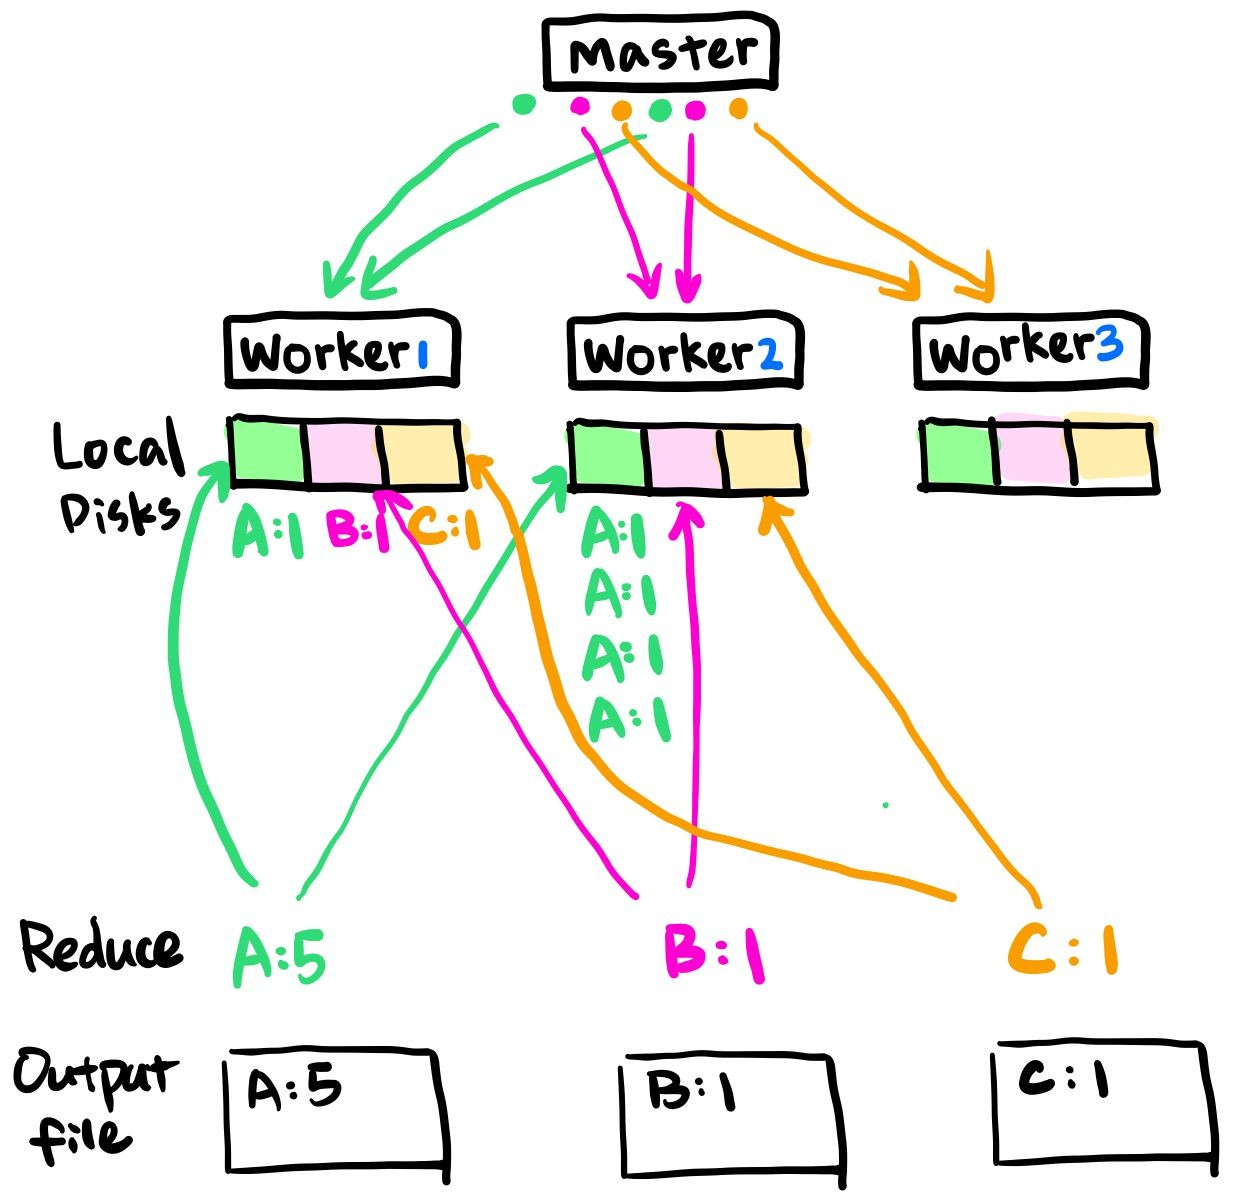 Master
Worker1 Worker2 Worker3
Local
Disks
A:1 B:1 C:1 A:1
A:1
A:1
A:1
Reduce A:5 B:1 C:1
Output
file
A:5 B:1 C:1